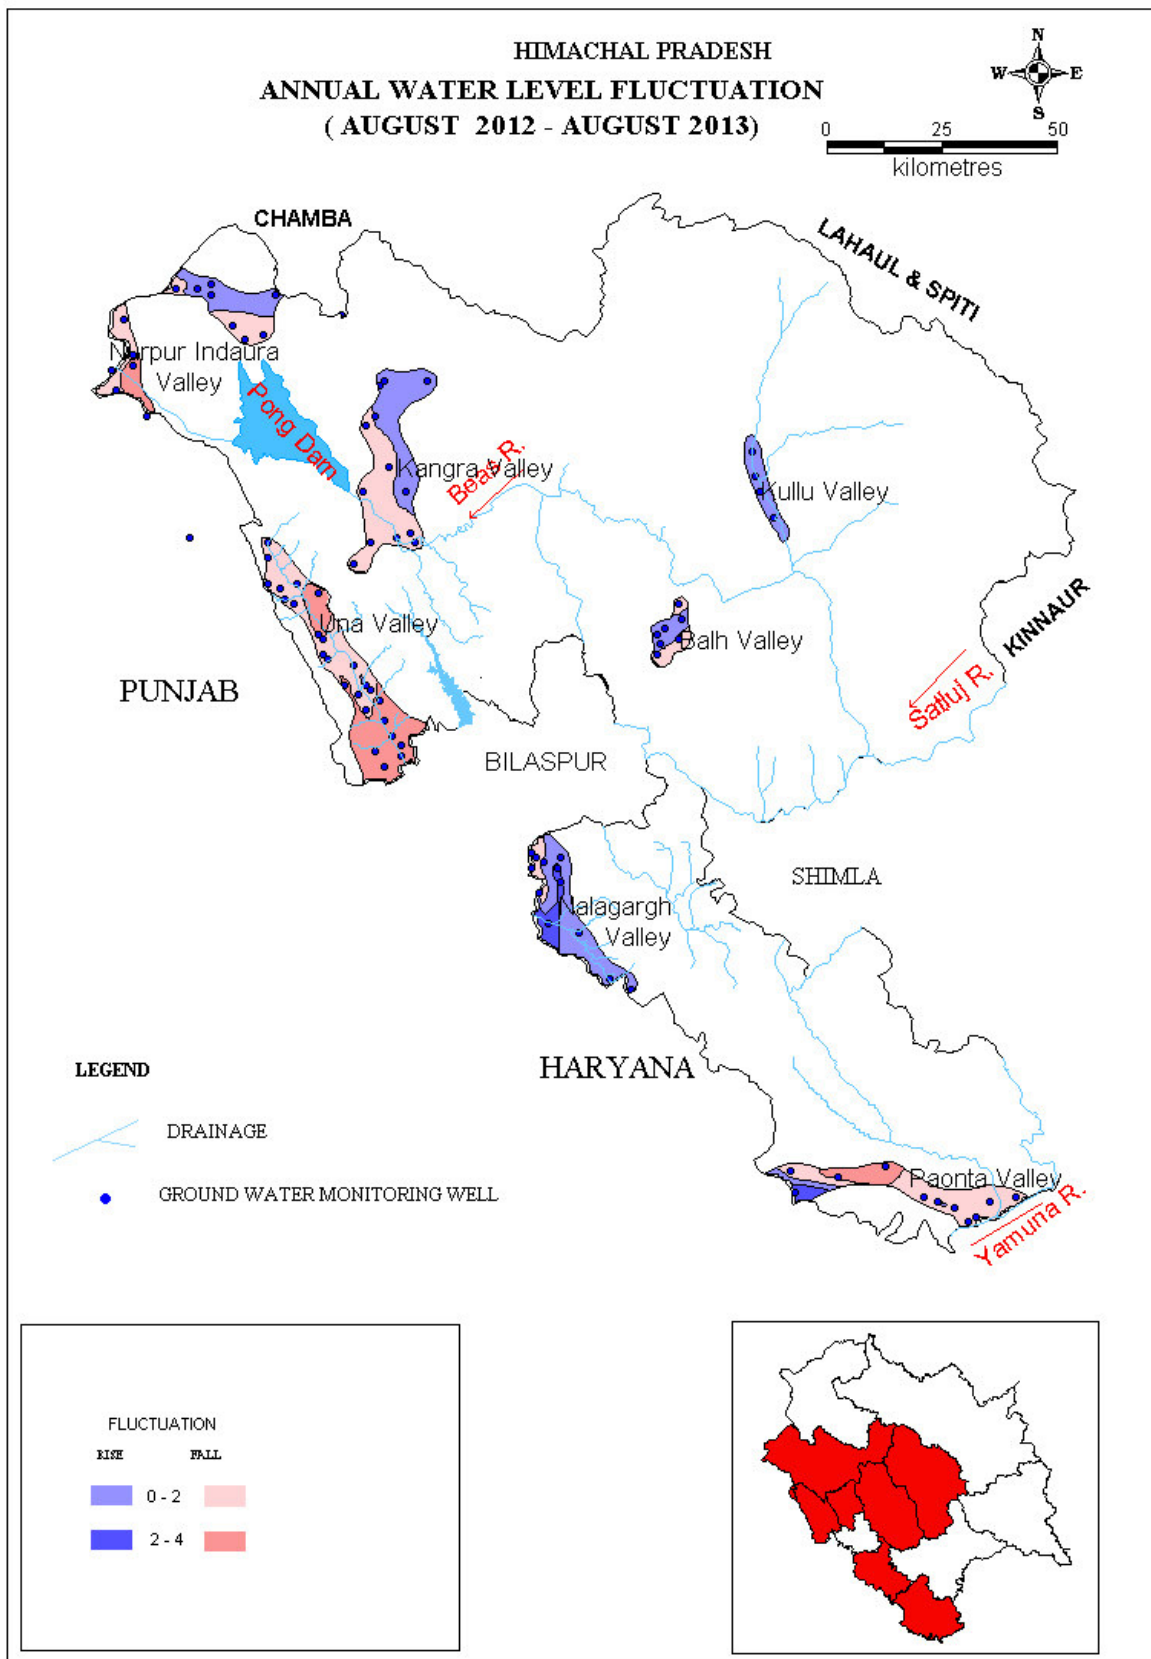 HIMACHAL PRADESH
ANNUAL WATER LEVEL FLUCTUATION
( AUGUST 2012 - AUGUST 2013)
N
W E
S
0 25 50
kilometres
CHAMBA
LAHAUL & SPITI
Nurpur Indaura
Valley
Pong Dam
Kangra Valley
Beas R.
Kullu Valley
Una Valley
Balh Valley
KINNAUR
PUNJAB
Satluj R.
BILASPUR
SHIMLA
Nalagargh
Valley
HARYANA
LEGEND
DRAINAGE
GROUND WATER MONITORING WELL
Paonta Valley
Yamuna R.
FLUCTUATION
RISE FALL
0 - 2
2 - 4